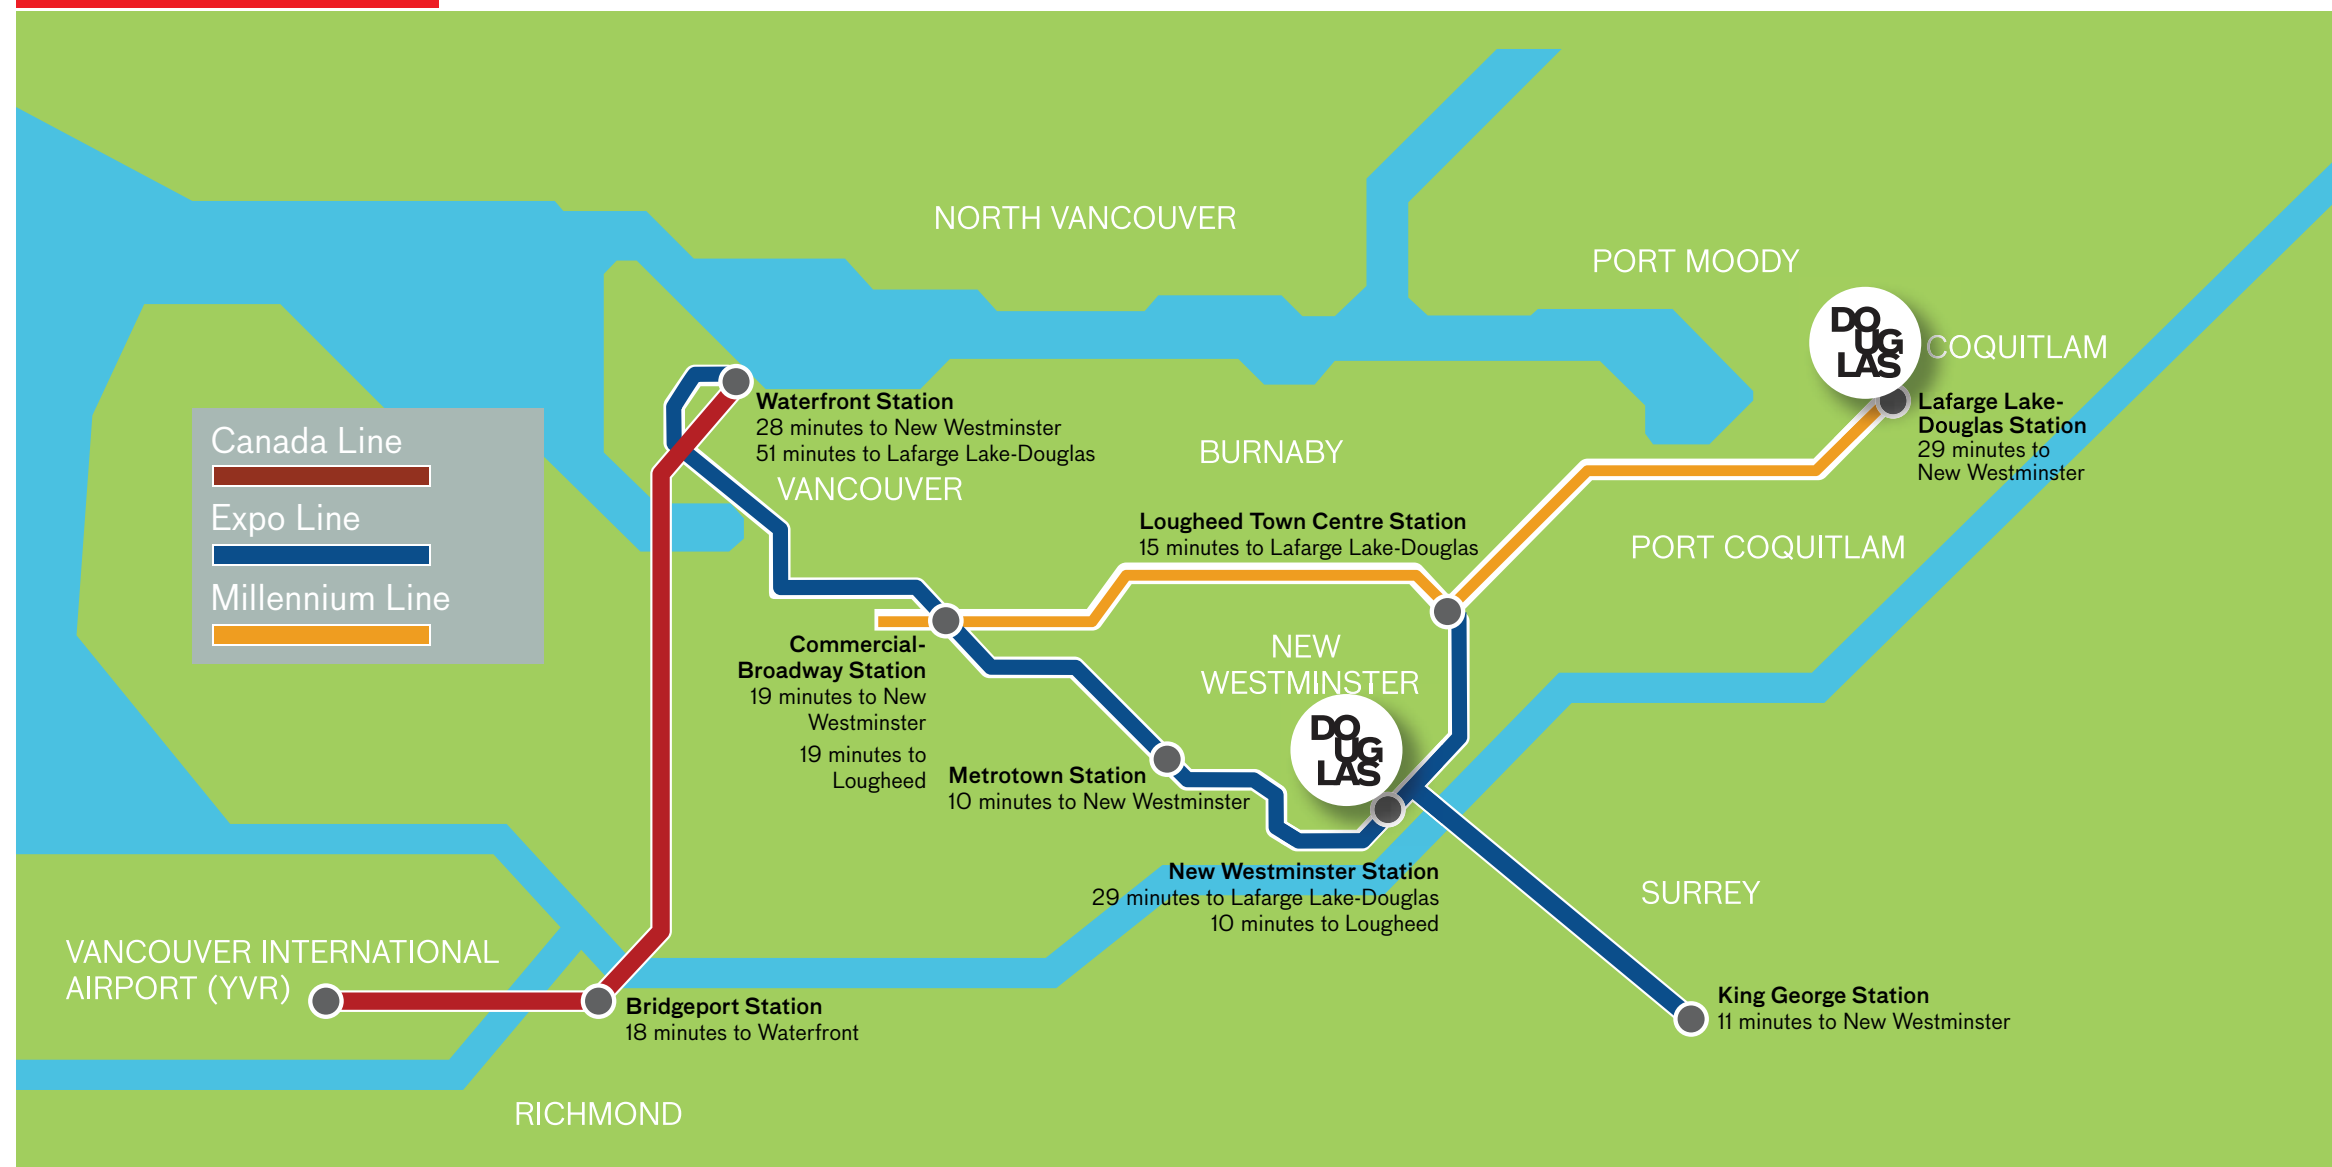 NORTH VANCOUVER
PORT MOODY
DO
UG
LAS
COQUITLAM
Lafarge Lake-
Douglas Station
29 minutes to
New Westminster
Waterfront Station
28 minutes to New Westminster
51 minutes to Lafarge Lake-Douglas
VANCOUVER
BURNABY
Canada Line
Expo Line
Millennium Line
Lougheed Town Centre Station
15 minutes to Lafarge Lake-Douglas
PORT COQUITLAM
Commercial-
Broadway Station
19 minutes to New
Westminster
19 minutes to
Lougheed
NEW
WESTMINSTER
DO
UG
LAS
Metrotown Station
10 minutes to New Westminster
New Westminster Station
29 minutes to Lafarge Lake-Douglas
10 minutes to Lougheed
SURREY
VANCOUVER INTERNATIONAL
AIRPORT (YVR)
Bridgeport Station
18 minutes to Waterfront
King George Station
11 minutes to New Westminster
RICHMOND